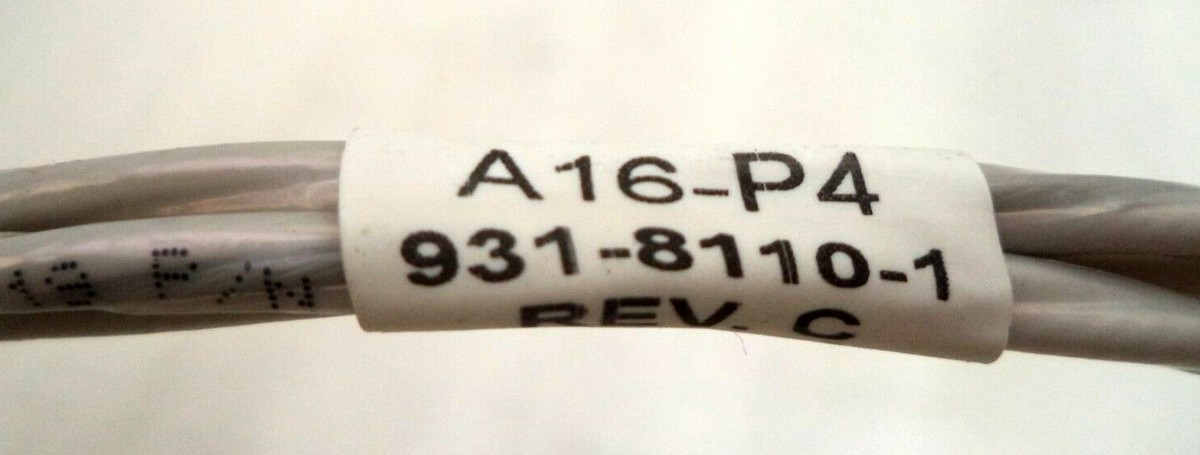 A16-P4
931-8110-1
REV. C
P/N